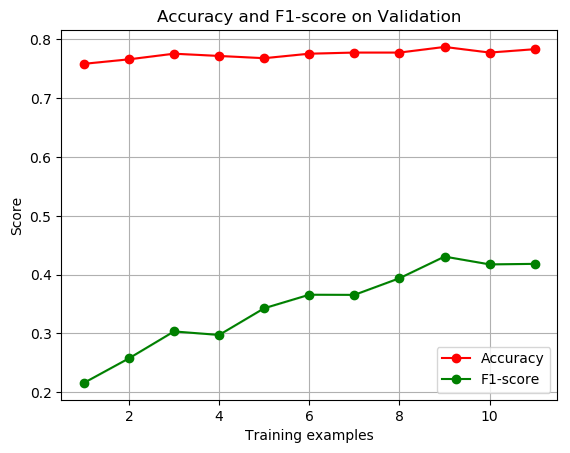 Accuracy and F1-score on Validation
0.8
0.7
0.6
0.5
0.4
0.3
0.2
Score
2
4
6
8
10
Training examples
Accuracy
F1-score